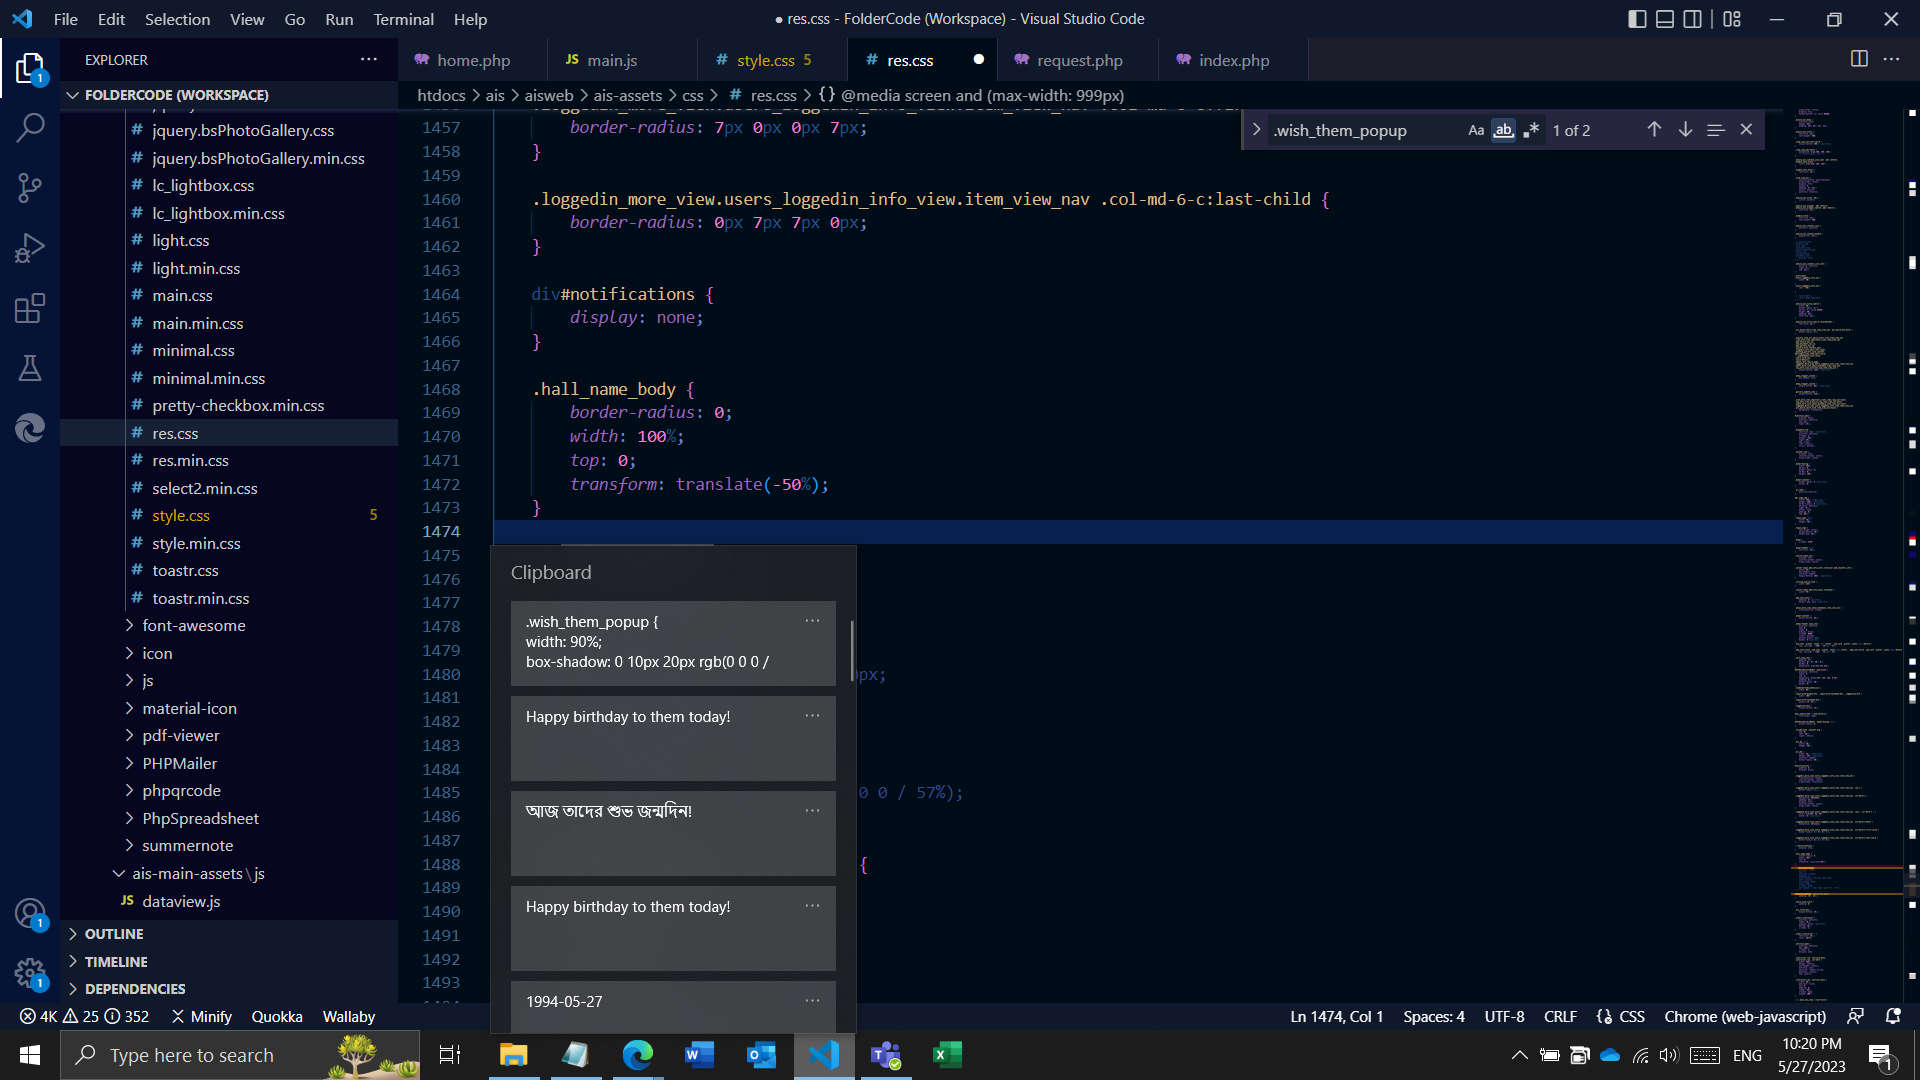 File Edit Selection View Go Run Terminal Help
● res.css - FolderCode (Workspace) - Visual Studio Code
EXPLORER
home.php
JS main.js
# style.css 5
# res.css
request.php
index.php
FOLDERCODE (WORKSPACE)
htdocs > ais > aisweb > ais-assets > css > # res.css > {} @media screen and (max-width: 999px)
# jquery.bsPhotoGallery.css
# jquery.bsPhotoGallery.min.css
# lc_lightbox.css
# lc_lightbox.min.css
# light.css
# light.min.css
# main.css
# main.min.css
# minimal.css
# minimal.min.css
# pretty-checkbox.min.css
# res.css
# res.min.css
# select2.min.css
# style.css 5
# style.min.css
# toastr.css
# toastr.min.css
> font-awesome
> icon
> js
> material-icon
> pdf-viewer
> PHPMailer
> phpqrcode
> PhpSpreadsheet
> summernote
ais-main-assets\js
JS dataview.js
> OUTLINE
> TIMELINE
> DEPENDENCIES
.wish_them_popup Aa ab .* 1 of 2
1457 border-radius: 7px 0px 0px 7px;
1458 }
1459
1460 .loggedin_more_view.users_loggedin_info_view.item_view_nav .col-md-6-c:last-child {
1461 border-radius: 0px 7px 7px 0px;
1462 }
1463
1464 div#notifications {
1465 display: none;
1466 }
1467
1468 .hall_name_body {
1469 border-radius: 0;
1470 width: 100%;
1471 top: 0;
1472 transform: translate(-50%);
1473 }
1474
1475
1476
1477
1478
1479
1480 px;
1481
1482
1483
1484
1485 0 0 / 57%);
1486
1487
1488 {
1489
1490
1491
1492
1493
Clipboard
.wish_them_popup {
width: 90%;
box-shadow: 0 10px 20px rgb(0 0 0 /
Happy birthday to them today!
আজ তাদের শুভ জন্মদিন!
Happy birthday to them today!
1994-05-27
1
1
1
4K 25 352 Minify Quokka Wallaby
Ln 1474, Col 1 Spaces: 4 UTF-8 CRLF {} CSS Chrome (web-javascript)
Type here to search
ENG
10:20 PM
5/27/2023
1